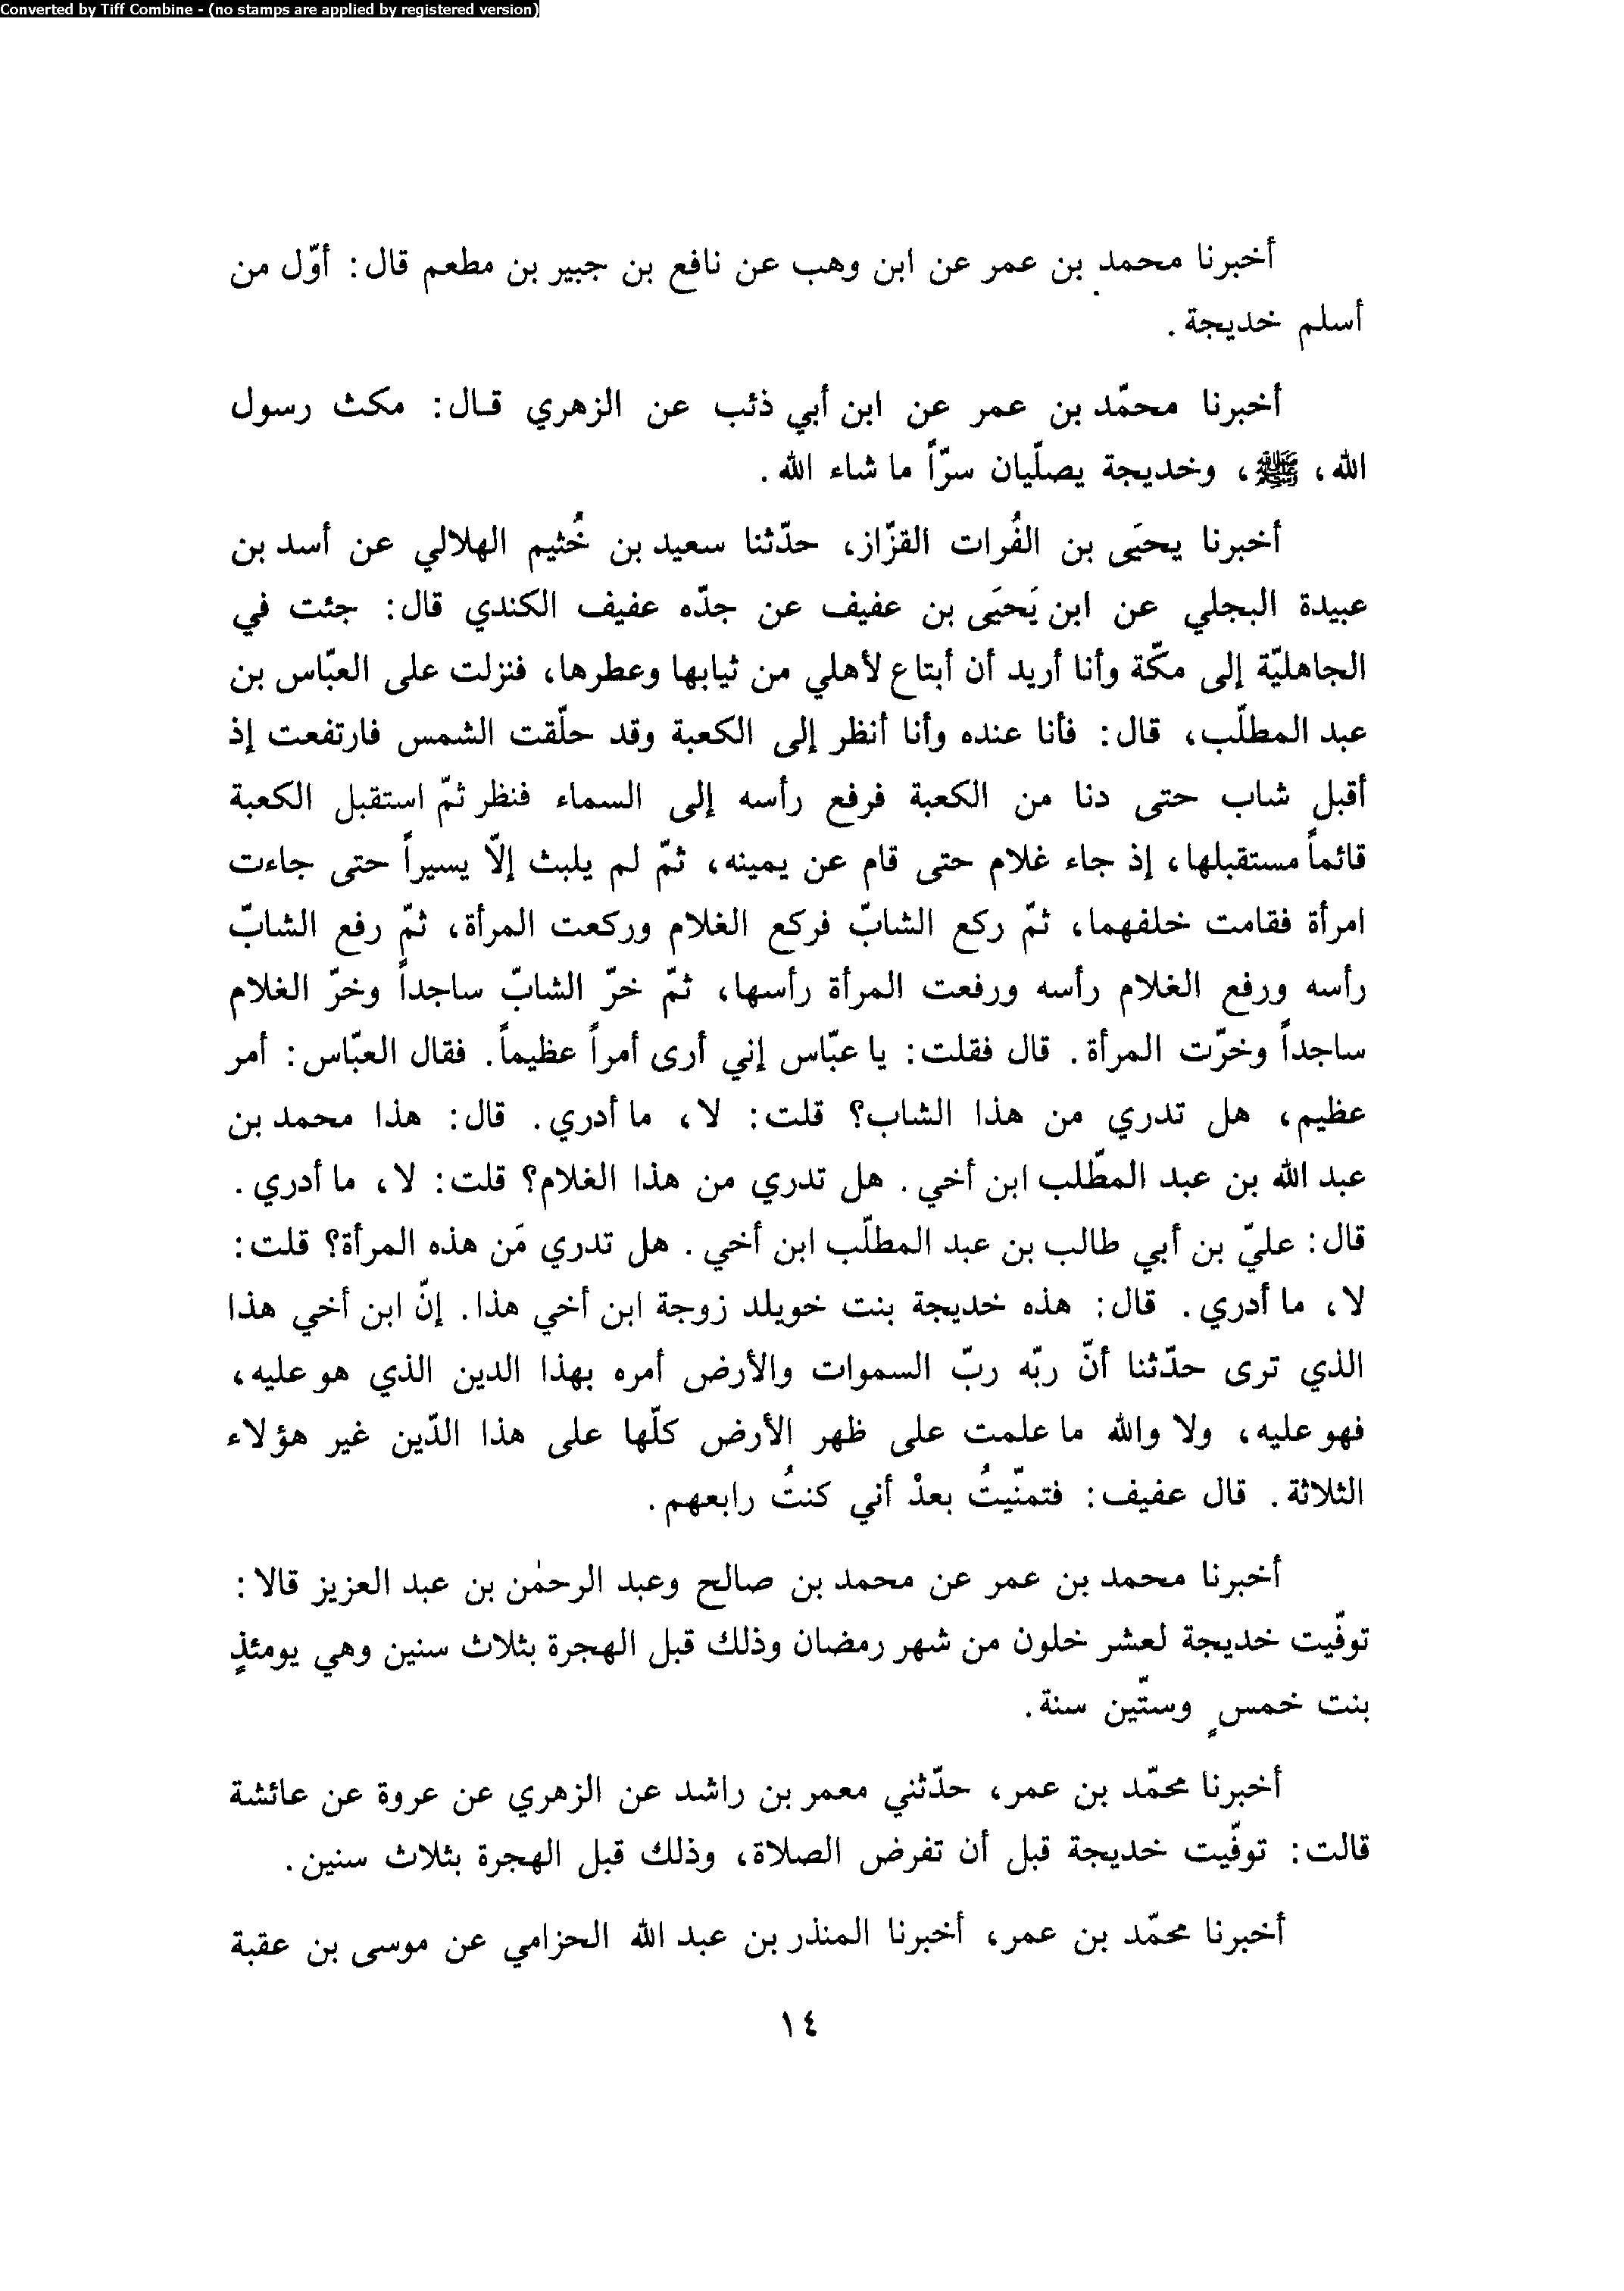 Converted by Tiff Combine - (no stamps are applied by registered version)
أخبرنا محمد بن عمر عن ابن وهب عن نافع بن جبير بن مطعم قال: أوّل من
أسلم خديجة.
أخبرنا محمّد بن عمر عن ابن أبي ذئب عن الزهري قال: مكث رسول
الله، ﷺ، وخديجة يصلّيان سرّاً ما شاء الله.
أخبرنا يحيَى بن الفُرات القزّاز، حدّثنا سعيد بن خُثيم الهلالي عن أسد بن
عبيدة البجلي عن ابن يَحيَى بن عفيف عن جدّه عفيف الكندي قال: جئت في
الجاهليّة إلى مكّة وأنا أريد أن أبتاع لأهلي من ثيابها وعطرها، فنزلت على العبّاس بن
عبد المطلّب، قال: فأنا عنده وأنا أنظر إلى الكعبة وقد حلّقت الشمس فارتفعت إذ
أقبل شاب حتى دنا من الكعبة فرفع رأسه إلى السماء فنظر ثمّ استقبل الكعبة
قائماً مستقبلها، إذ جاء غلام حتى قام عن يمينه، ثمّ لم يلبث إلاّ يسيراً حتى جاءت
امرأة فقامت خلفهما، ثمّ ركع الشابّ فركع الغلام وركعت المرأة، ثمّ رفع الشابّ
رأسه ورفع الغلام رأسه ورفعت المرأة رأسها، ثمّ خرّ الشابّ ساجداً وخرّ الغلام
ساجداً وخرّت المرأة. قال فقلت: يا عبّاس إني أرى أمراً عظيماً. فقال العبّاس: أمر
عظيم، هل تدري من هذا الشاب؟ قلت: لا، ما أدري. قال: هذا محمد بن
عبد الله بن عبد المطّلب ابن أخي. هل تدري من هذا الغلام؟ قلت: لا، ما أدري.
قال: عليّ بن أبي طالب بن عبد المطلّب ابن أخي. هل تدري مَن هذه المرأة؟ قلت:
لا، ما أدري. قال: هذه خديجة بنت خويلد زوجة ابن أخي هذا. إنّ ابن أخي هذا
الذي ترى حدّثنا أنّ ربّه ربّ السموات والأرض أمره بهذا الدين الذي هو عليه،
فهو عليه، ولا والله ما علمت على ظهر الأرض كلّها على هذا الدّين غير هؤلاء
الثلاثة. قال عفيف: فتمنّيتُ بعدْ أني كنتُ رابعهم.
أخبرنا محمد بن عمر عن محمد بن صالح وعبد الرحمٰن بن عبد العزيز قالا:
توفّيت خديجة لعشر خلون من شهر رمضان وذلك قبل الهجرة بثلاث سنين وهي يومئذٍ
بنت خمسٍ وستّين سنة.
أخبرنا محمّد بن عمر، حدّثني معمر بن راشد عن الزهري عن عروة عن عائشة
قالت: توفّيت خديجة قبل أن تفرض الصلاة، وذلك قبل الهجرة بثلاث سنين.
أخبرنا محمّد بن عمر، أخبرنا المنذر بن عبد الله الحزامي عن موسى بن عقبة
١٤